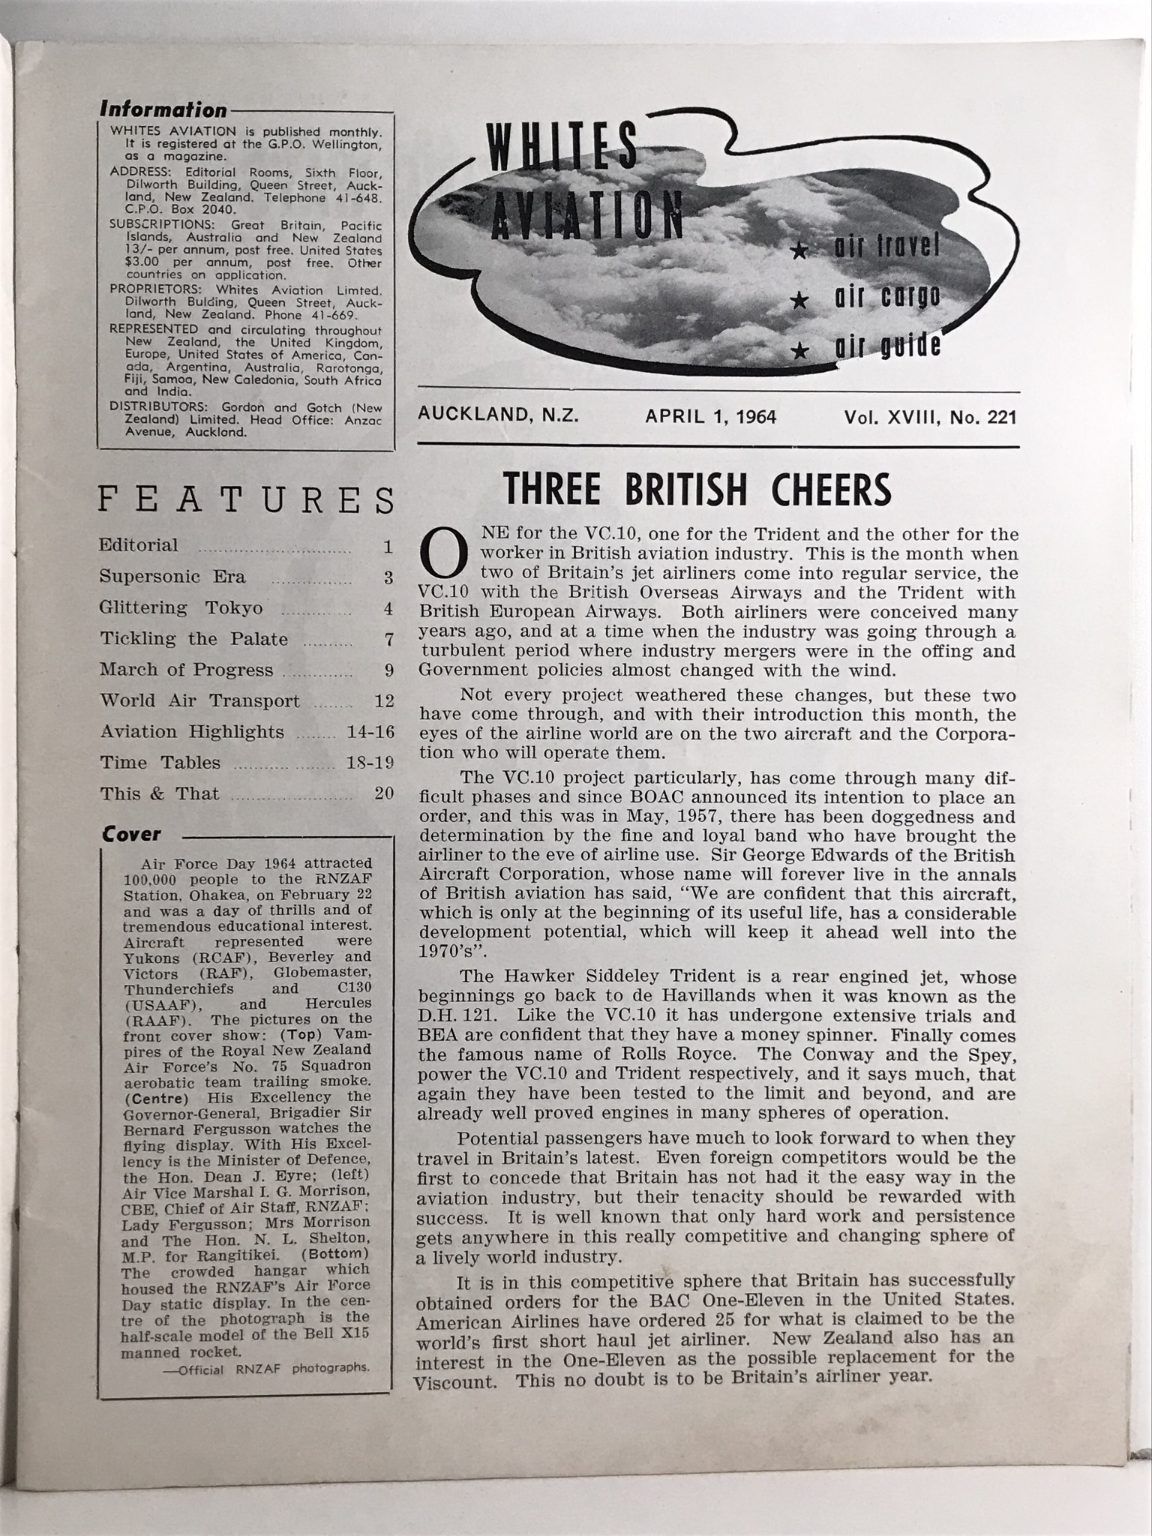 Information
WHITES AVIATION is published monthly.
It is registered at the G.P.O. Wellington,
as a magazine.
ADDRESS: Editorial Rooms, Sixth Floor,
Dilworth Building, Queen Street, Auck-
land, New Zealand. Telephone 41-648.
C.P.O. Box 2040.
SUBSCRIPTIONS: Great Britain, Pacific
Islands, Australia and New Zealand
13/- per annum, post free. United States
$3.00 per annum, post free. Other
countries on application.
PROPRIETORS: Whites Aviation Limted.
Dilworth Bulding, Queen Street, Auck-
land, New Zealand. Phone 41-669.
REPRESENTED and circulating throughout
New Zealand, the United Kingdom,
Europe, United States of America, Can-
ada, Argentina, Australia, Rarotonga,
Fiji, Samoa, New Caledonia, South Africa
and India.
DISTRIBUTORS: Gordon and Gotch (New
Zealand) Limited. Head Office: Anzac
Avenue, Auckland.
FEATURES
Editorial 1
Supersonic Era 3
Glittering Tokyo 4
Tickling the Palate 7
March of Progress 9
World Air Transport 12
Aviation Highlights 14-16
Time Tables 18-19
This & That 20
Cover
Air Force Day 1964 attracted
100,000 people to the RNZAF
Station, Ohakea, on February 22
and was a day of thrills and of
tremendous educational interest.
Aircraft represented were
Yukons (RCAF), Beverley and
Victors (RAF), Globemaster,
Thunderchiefs and C130
(USAAF), and Hercules
(RAAF). The pictures on the
front cover show: (Top) Vam-
pires of the Royal New Zealand
Air Force's No. 75 Squadron
aerobatic team trailing smoke.
(Centre) His Excellency the
Governor-General, Brigadier Sir
Bernard Fergusson watches the
flying display. With His Excel-
lency is the Minister of Defence,
the Hon. Dean J. Eyre; (left)
Air Vice Marshal I. G. Morrison,
CBE, Chief of Air Staff, RNZAF;
Lady Fergusson; Mrs Morrison
and The Hon. N. L. Shelton,
M.P. for Rangitikei. (Bottom)
The crowded hangar which
housed the RNZAF's Air Force
Day static display. In the cen-
tre of the photograph is the
half-scale model of the Bell X15
manned rocket.
—Official RNZAF photographs.
WHITES
AVIATION
★ air travel
★ air cargo
★ air guide
AUCKLAND, N.Z. APRIL 1, 1964 Vol. XVIII, No. 221
THREE BRITISH CHEERS
ONE for the VC.10, one for the Trident and the other for the
worker in British aviation industry. This is the month when
two of Britain's jet airliners come into regular service, the
VC.10 with the British Overseas Airways and the Trident with
British European Airways. Both airliners were conceived many
years ago, and at a time when the industry was going through a
turbulent period where industry mergers were in the offing and
Government policies almost changed with the wind.
Not every project weathered these changes, but these two
have come through, and with their introduction this month, the
eyes of the airline world are on the two aircraft and the Corpora-
tion who will operate them.
The VC.10 project particularly, has come through many dif-
ficult phases and since BOAC announced its intention to place an
order, and this was in May, 1957, there has been doggedness and
determination by the fine and loyal band who have brought the
airliner to the eve of airline use. Sir George Edwards of the British
Aircraft Corporation, whose name will forever live in the annals
of British aviation has said, "We are confident that this aircraft,
which is only at the beginning of its useful life, has a considerable
development potential, which will keep it ahead well into the
1970's".
The Hawker Siddeley Trident is a rear engined jet, whose
beginnings go back to de Havillands when it was known as the
D.H. 121. Like the VC.10 it has undergone extensive trials and
BEA are confident that they have a money spinner. Finally comes
the famous name of Rolls Royce. The Conway and the Spey,
power the VC.10 and Trident respectively, and it says much, that
again they have been tested to the limit and beyond, and are
already well proved engines in many spheres of operation.
Potential passengers have much to look forward to when they
travel in Britain's latest. Even foreign competitors would be the
first to concede that Britain has not had it the easy way in the
aviation industry, but their tenacity should be rewarded with
success. It is well known that only hard work and persistence
gets anywhere in this really competitive and changing sphere of
a lively world industry.
It is in this competitive sphere that Britain has successfully
obtained orders for the BAC One-Eleven in the United States.
American Airlines have ordered 25 for what is claimed to be the
world's first short haul jet airliner. New Zealand also has an
interest in the One-Eleven as the possible replacement for the
Viscount. This no doubt is to be Britain's airliner year.